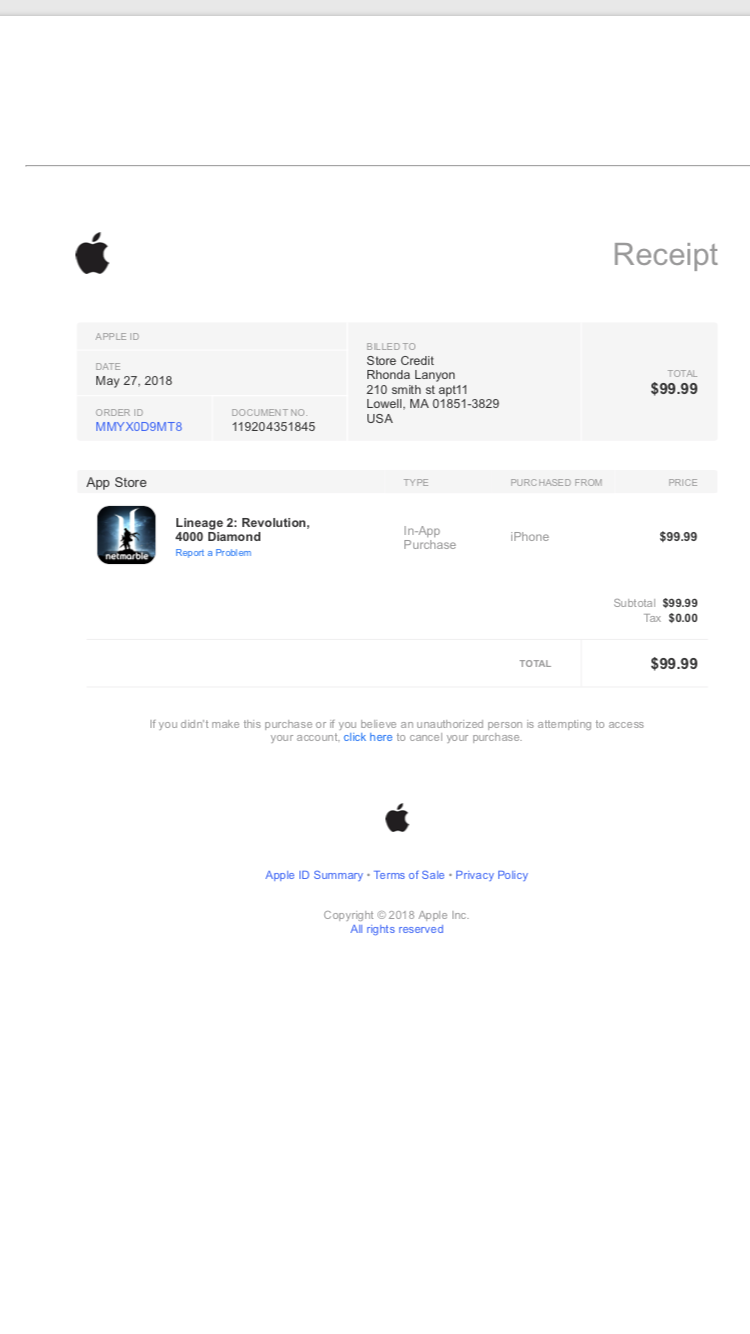 Receipt
APPLE ID
DATE
May 27, 2018
ORDER ID
MMYX0D9MT8
DOCUMENT NO.
119204351845
BILLED TO
Store Credit
Rhonda Lanyon
210 smith st apt11
Lowell, MA 01851-3829
USA
TOTAL
$99.99
App Store TYPE PURCHASED FROM PRICE
netmarble
Lineage 2: Revolution,
4000 Diamond
Report a Problem
In-App
Purchase
iPhone
$99.99
Subtotal $99.99
Tax $0.00
TOTAL $99.99
If you didn't make this purchase or if you believe an unauthorized person is attempting to access
your account, click here to cancel your purchase.
Apple ID Summary • Terms of Sale • Privacy Policy
Copyright © 2018 Apple Inc.
All rights reserved